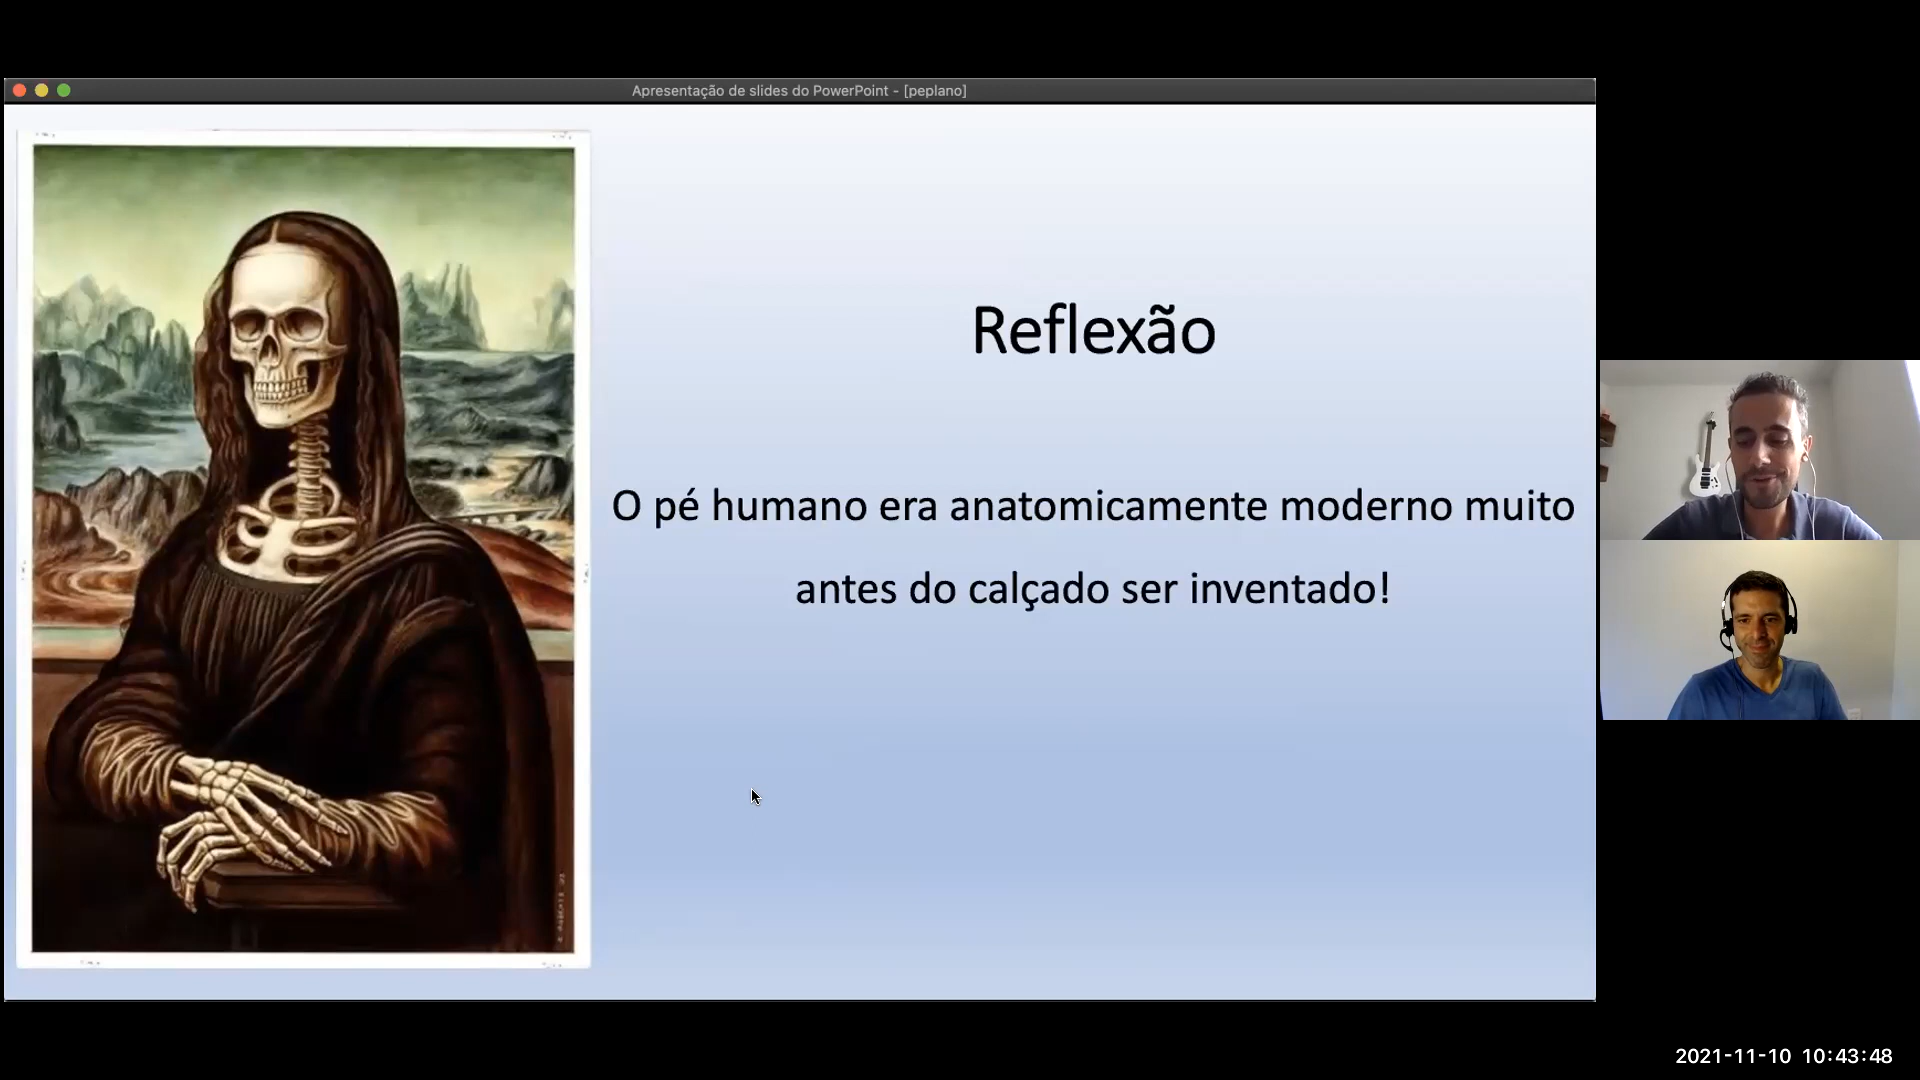 Apresentação de slides do PowerPoint - [peplano]
Reflexão
O pé humano era anatomicamente moderno muito
antes do calçado ser inventado!
2021-11-10 10:43:48